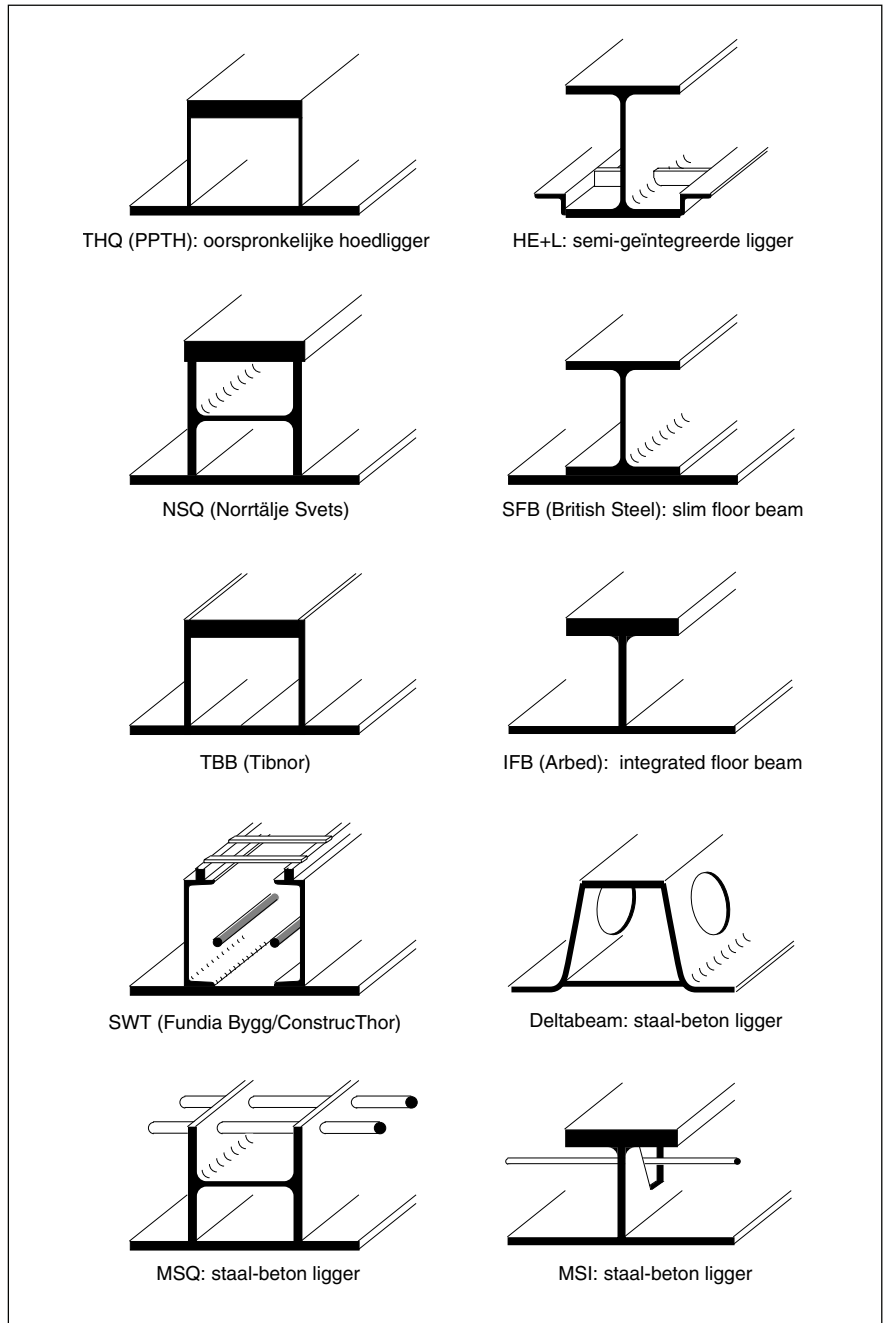 THQ (PPTH): oorspronkelijke hoedligger
HE+L: semi-geïntegreerde ligger
NSQ (Norrtälje Svets)
SFB (British Steel): slim floor beam
TBB (Tibnor)
IFB (Arbed): integrated floor beam
SWT (Fundia Bygg/ConstrucThor)
Deltabeam: staal-beton ligger
MSQ: staal-beton ligger
MSI: staal-beton ligger